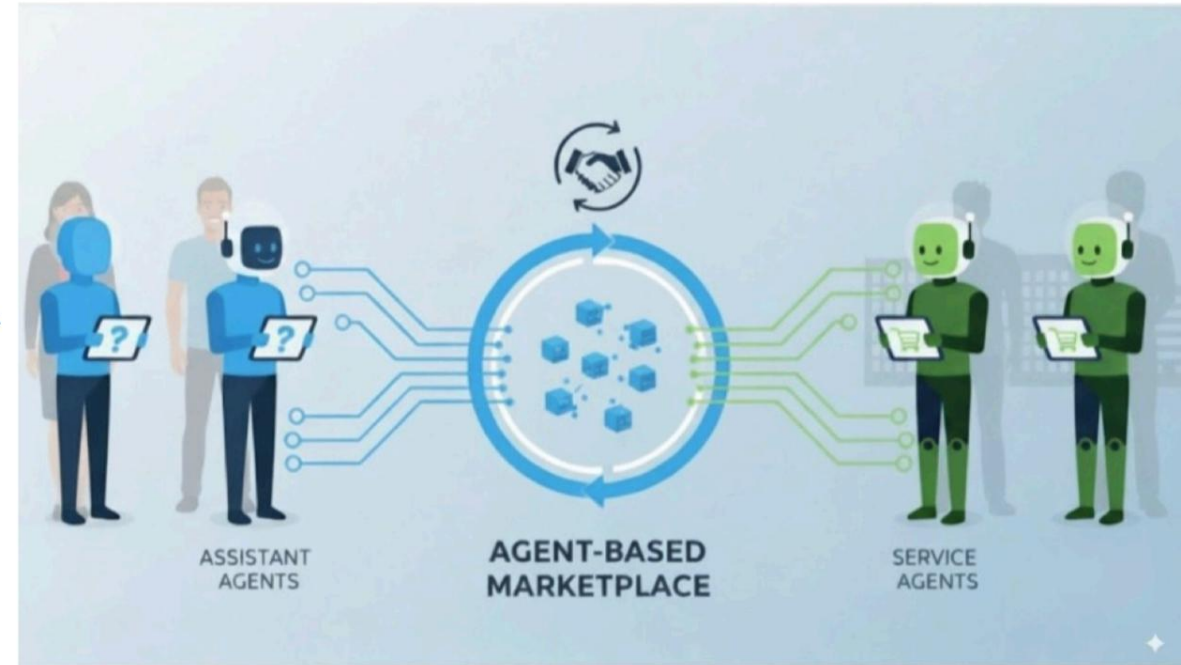 ?
?
ASSISTANT
AGENTS
AGENT-BASED
MARKETPLACE
SERVICE
AGENTS